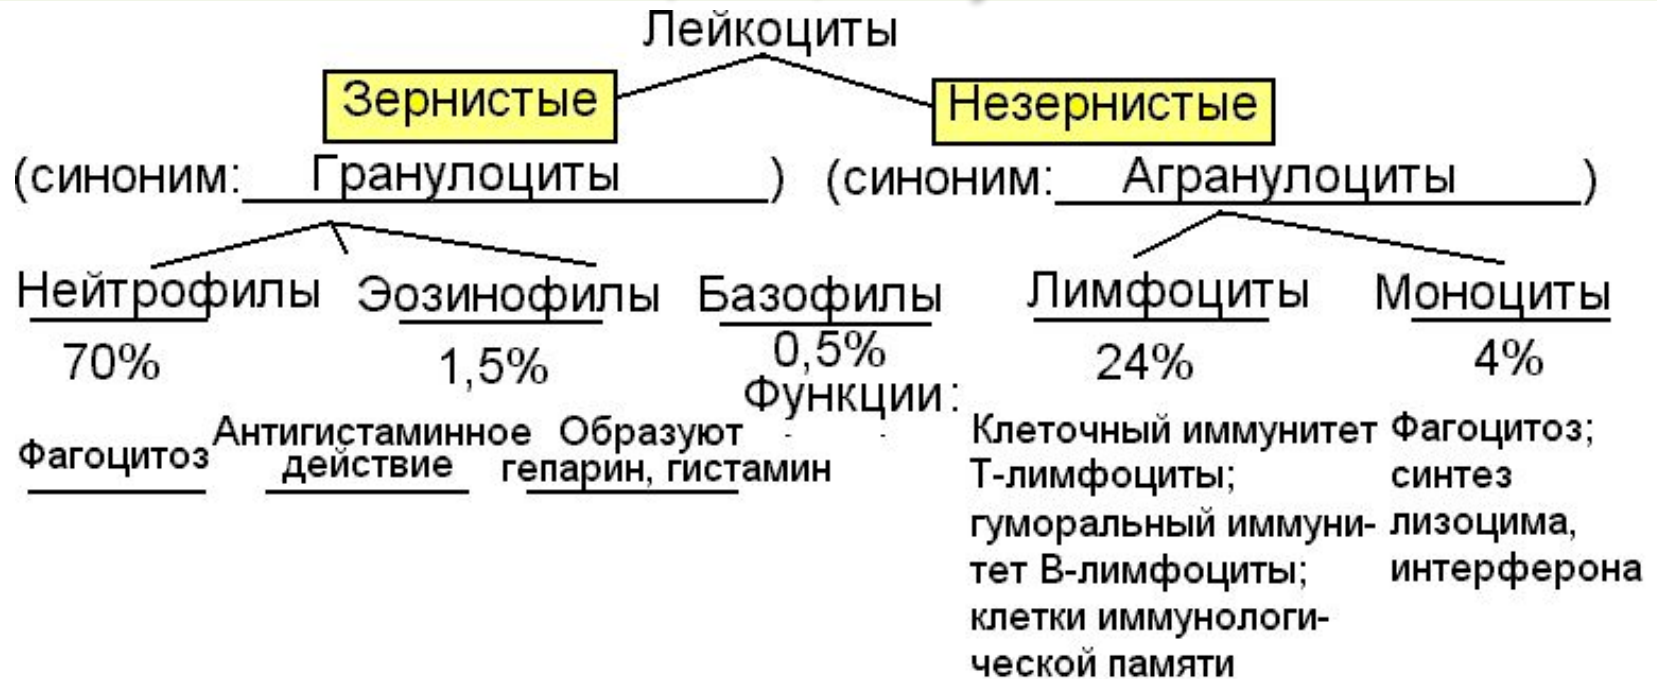 Лейкоциты
Зернистые
Незернистые
(синоним: Гранулоциты )
(синоним: Агранулоциты )
Нейтрофилы
Эозинофилы
Базофилы
Лимфоциты
Моноциты
70%
1,5%
0,5%
24%
4%
Функции:
Фагоцитоз
Антигистаминное
действие
Образуют
гепарин, гистамин
Клеточный иммунитет
Т-лимфоциты;
гуморальный иммуни-
тет В-лимфоциты;
клетки иммунологи-
ческой памяти
Фагоцитоз;
синтез
лизоцима,
интерферона